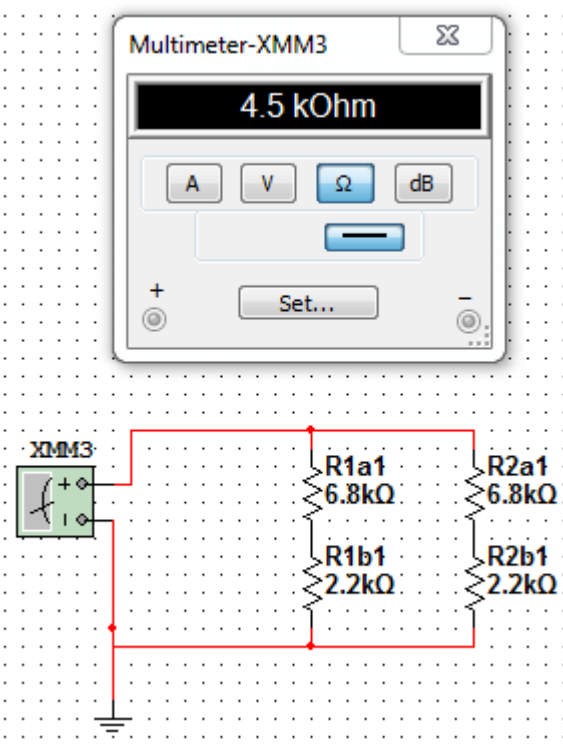 Multimeter-XMM3
4.5 kOhm
A V Ω dB
+ −
Set...
XMM3
+
R1a1
6.8kΩ
R2a1
6.8kΩ
R1b1
2.2kΩ
R2b1
2.2kΩ